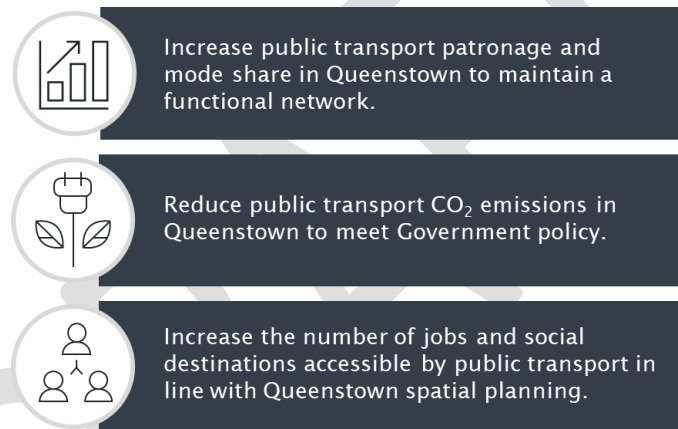 Increase public transport patronage and
mode share in Queenstown to maintain a
functional network.
Reduce public transport CO₂ emissions in
Queenstown to meet Government policy.
Increase the number of jobs and social
destinations accessible by public transport in
line with Queenstown spatial planning.